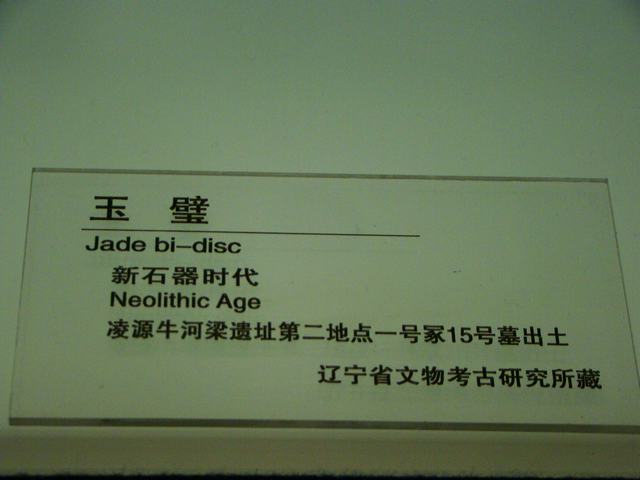 玉 璧
Jade bi-disc
新石器时代
Neolithic Age
凌源牛河梁遗址第二地点一号冢15号墓出土
辽宁省文物考古研究所藏